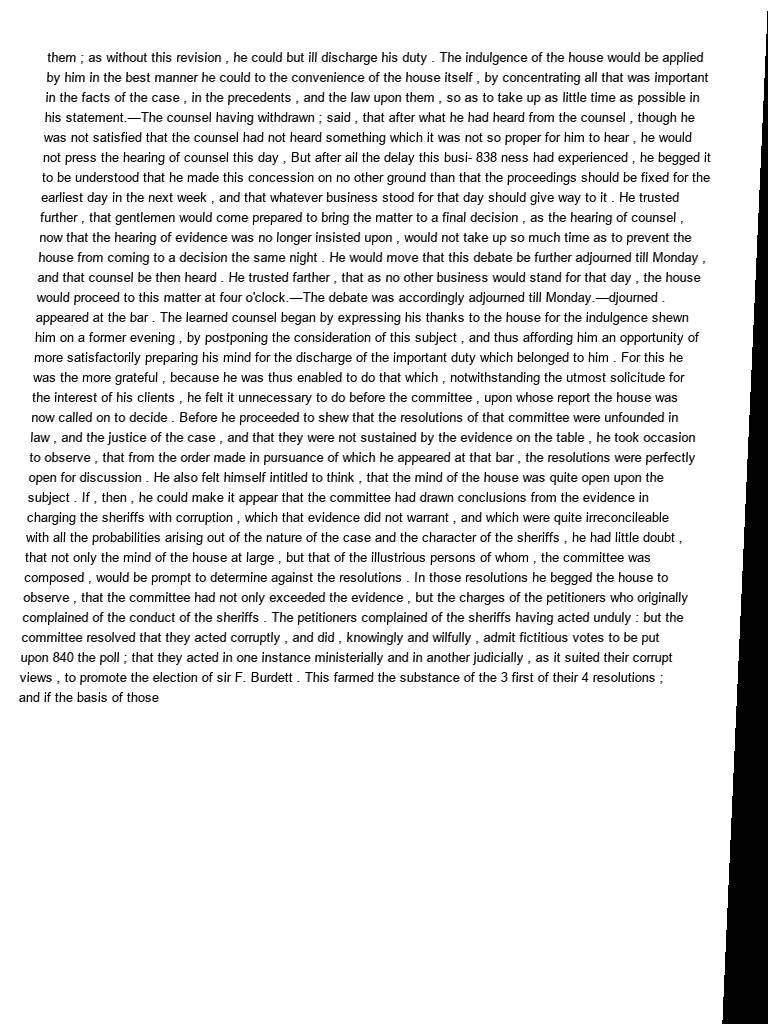 them ; as without this revision , he could but ill discharge his duty . The indulgence of the house would be applied
by him in the best manner he could to the convenience of the house itself , by concentrating all that was important
in the facts of the case , in the precedents , and the law upon them , so as to take up as little time as possible in
his statement.—The counsel having withdrawn ; said , that after what he had heard from the counsel , though he
was not satisfied that the counsel had not heard something which it was not so proper for him to hear , he would
not press the hearing of counsel this day , But after ail the delay this busi- 838 ness had experienced , he begged it
to be understood that he made this concession on no other ground than that the proceedings should be fixed for the
earliest day in the next week , and that whatever business stood for that day should give way to it . He trusted
further , that gentlemen would come prepared to bring the matter to a final decision , as the hearing of counsel ,
now that the hearing of evidence was no longer insisted upon , would not take up so much time as to prevent the
house from coming to a decision the same night . He would move that this debate be further adjourned till Monday ,
and that counsel be then heard . He trusted farther , that as no other business would stand for that day , the house
would proceed to this matter at four o'clock.—The debate was accordingly adjourned till Monday.—djourned .
appeared at the bar . The learned counsel began by expressing his thanks to the house for the indulgence shewn
him on a former evening , by postponing the consideration of this subject , and thus affording him an opportunity of
more satisfactorily preparing his mind for the discharge of the important duty which belonged to him . For this he
was the more grateful , because he was thus enabled to do that which , notwithstanding the utmost solicitude for
the interest of his clients , he felt it unnecessary to do before the committee , upon whose report the house was
now called on to decide . Before he proceeded to shew that the resolutions of that committee were unfounded in
law , and the justice of the case , and that they were not sustained by the evidence on the table , he took occasion
to observe , that from the order made in pursuance of which he appeared at that bar , the resolutions were perfectly
open for discussion . He also felt himself intitled to think , that the mind of the house was quite open upon the
subject . If , then , he could make it appear that the committee had drawn conclusions from the evidence in
charging the sheriffs with corruption , which that evidence did not warrant , and which were quite irreconcileable
with all the probabilities arising out of the nature of the case and the character of the sheriffs , he had little doubt ,
that not only the mind of the house at large , but that of the illustrious persons of whom , the committee was
composed , would be prompt to determine against the resolutions . In those resolutions he begged the house to
observe , that the committee had not only exceeded the evidence , but the charges of the petitioners who originally
complained of the conduct of the sheriffs . The petitioners complained of the sheriffs having acted unduly : but the
committee resolved that they acted corruptly , and did , knowingly and wilfully , admit fictitious votes to be put
upon 840 the poll ; that they acted in one instance ministerially and in another judicially , as it suited their corrupt
views , to promote the election of sir F. Burdett . This farmed the substance of the 3 first of their 4 resolutions ;
and if the basis of those